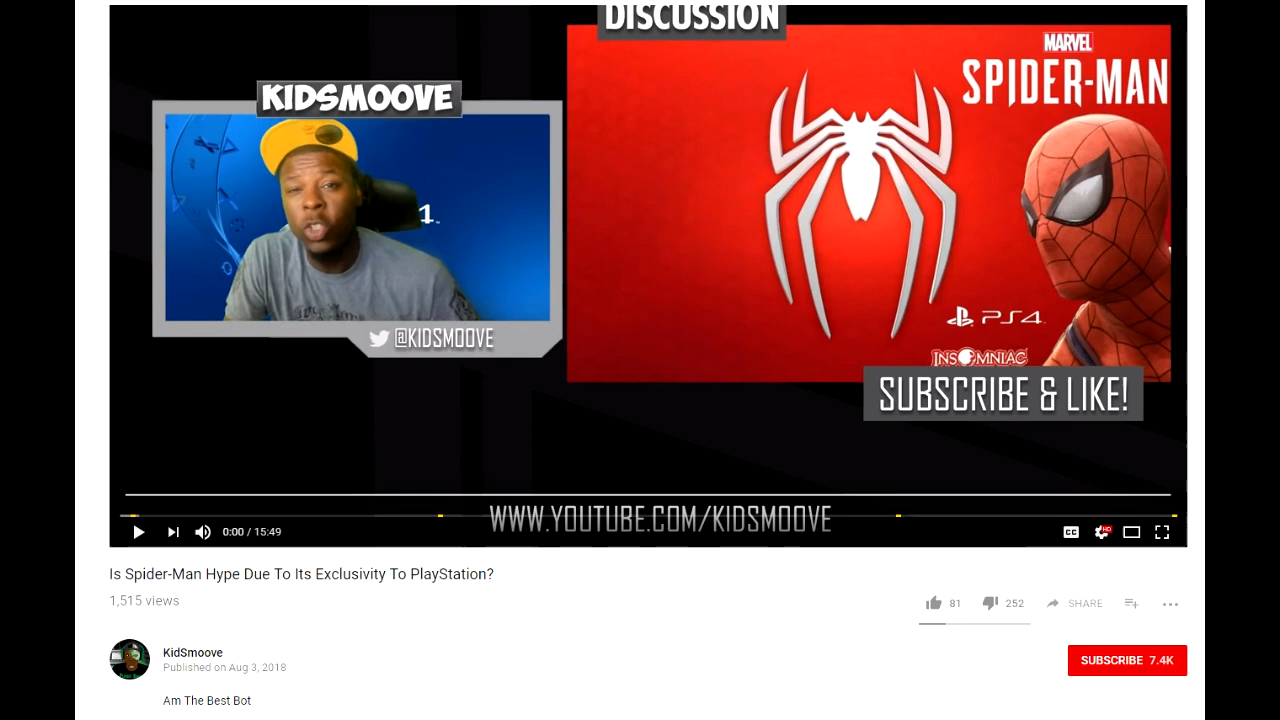 DISCUSSION
KIDSMOOVE
MARVEL
SPIDER-MAN
1
@KIDSMOOVE
PS4
INSOMNIAC
SUBSCRIBE & LIKE!
WWW.YOUTUBE.COM/KIDSMOOVE
0:00 / 15:49
CC
HD
Is Spider-Man Hype Due To Its Exclusivity To PlayStation?
1,515 views
81 252 SHARE
KidSmoove
Published on Aug 3, 2018
SUBSCRIBE 7.4K
Am The Best Bot